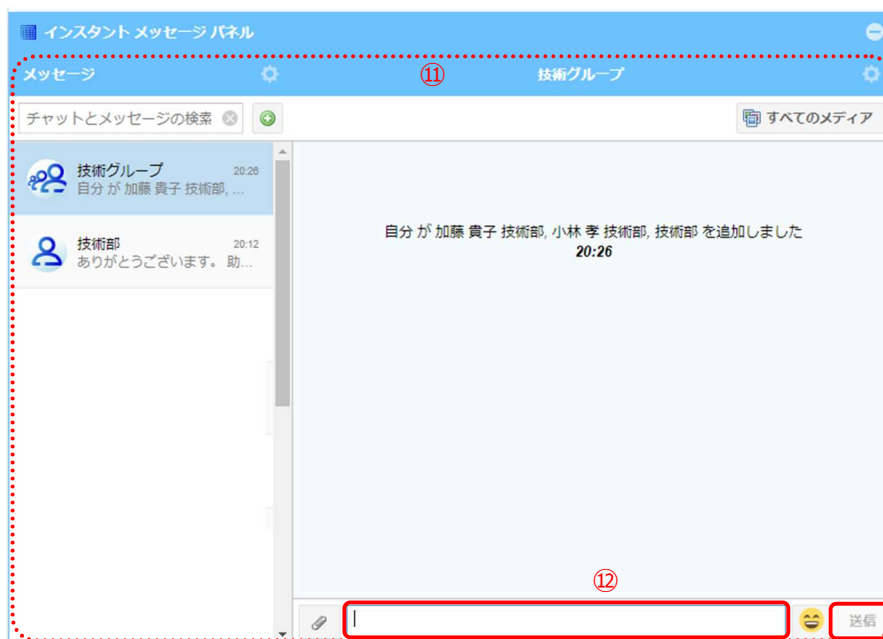 インスタント メッセージ パネル
メッセージ
⑪
技術グループ
チャットとメッセージの検索
すべてのメディア
技術グループ 20:26
自分 が 加藤 貴子 技術部, ...
技術部 20:12
ありがとうございます。 助...
自分 が 加藤 貴子 技術部, 小林 孝 技術部, 技術部 を追加しました
20:26
⑫
送信